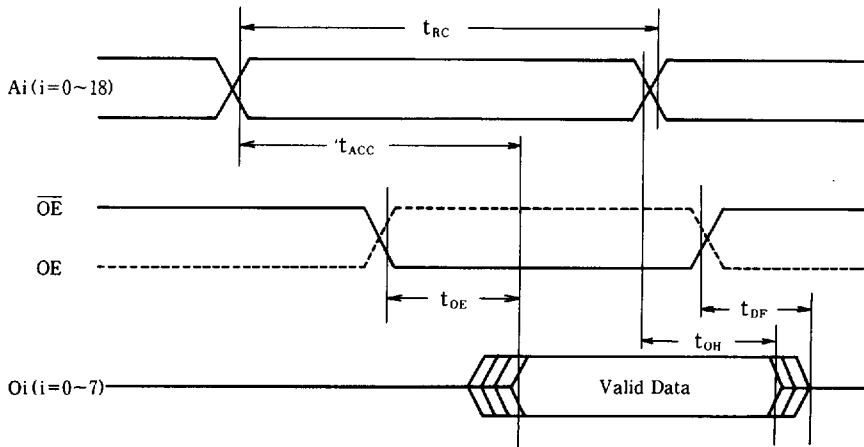 tRC
Ai(i=0~18)
tACC
OE
OE
tOE
tDF
tOH
Oi(i=0~7)
Valid Data